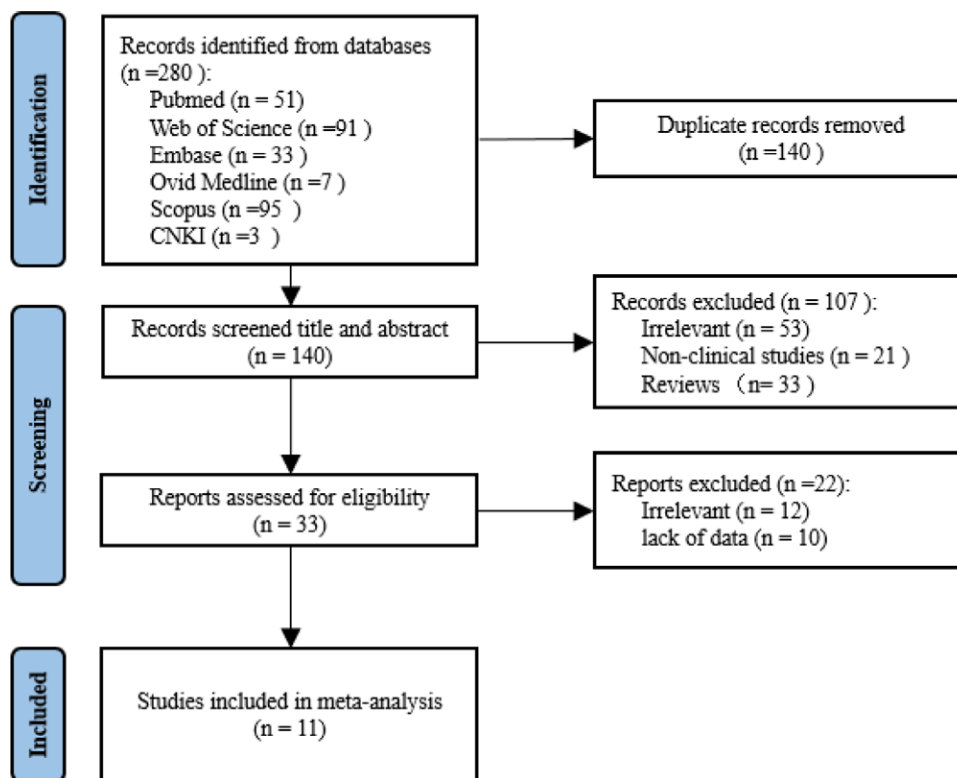 Identification
Records identified from databases
(n =280 ):
Pubmed (n = 51)
Web of Science (n =91 )
Embase (n = 33 )
Ovid Medline (n =7 )
Scopus (n =95  )
CNKI (n =3  )
Duplicate records removed
(n =140 )
Screening
Records screened title and abstract
(n = 140)
Records excluded (n = 107 ):
Irrelevant (n = 53)
Non-clinical studies (n = 21 )
Reviews （n= 33 )
Reports assessed for eligibility
(n = 33)
Reports excluded (n =22):
Irrelevant (n = 12)
lack of data (n = 10)
Included
Studies included in meta-analysis
(n = 11)